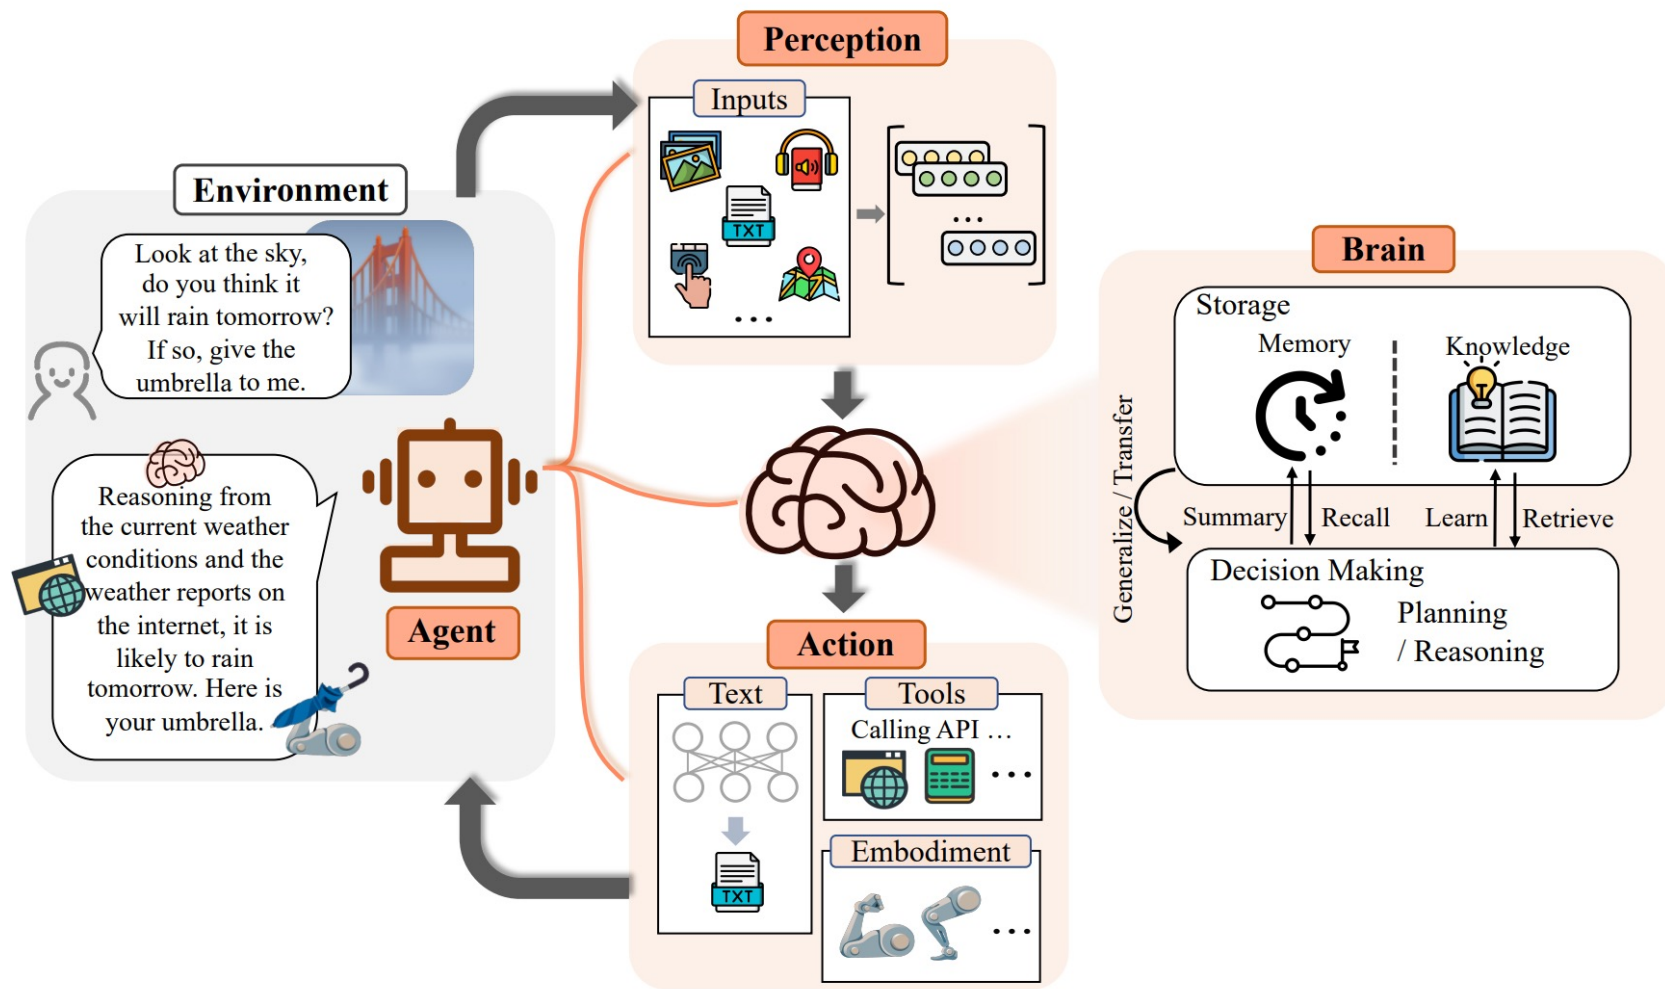 Perception
Inputs
TXT
...
...
Environment
Look at the sky,
do you think it
will rain tomorrow?
If so, give the
umbrella to me.
Reasoning from
the current weather
conditions and the
weather reports on
the internet, it is
likely to rain
tomorrow. Here is
your umbrella.
Agent
Brain
Storage
Memory
Knowledge
Generalize / Transfer
Summary
Recall
Learn
Retrieve
Decision Making
Planning
/ Reasoning
Action
Text
TXT
Tools
Calling API ...
...
Embodiment
...